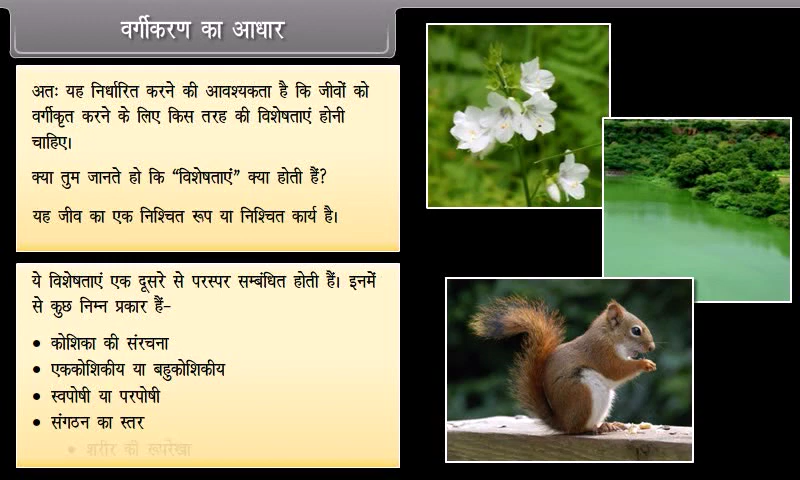 वर्गीकरण का आधार
अतः यह निर्धारित करने की आवश्यकता है कि जीवों को
वर्गीकृत करने के लिए किस तरह की विशेषताएं होनी
चाहिए।
क्या तुम जानते हो कि “विशेषताएं” क्या होती हैं?
यह जीव का एक निश्चित रूप या निश्चित कार्य है।
ये विशेषताएं एक दूसरे से परस्पर सम्बंधित होती हैं। इनमें
से कुछ निम्न प्रकार हैं-
• कोशिका की संरचना
• एककोशिकीय या बहुकोशिकीय
• स्वपोषी या परपोषी
• संगठन का स्तर
• शरीर की रूपरेखा